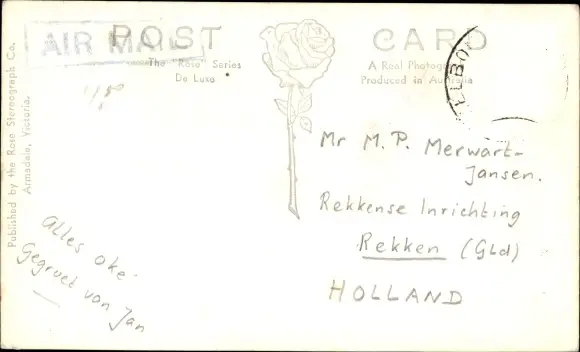 AIR MAIL
POST CARD
The "Rose" Series
De Luxe
A Real Photograph
Produced in Australia
Published by the Rose Stereograph Co.
Armadale, Victoria.
Mr M.P. Merwart-
Jansen.
Rekkense Inrichting
Rekken (Gld)
HOLLAND
Alles oké
Gegroet van Jan